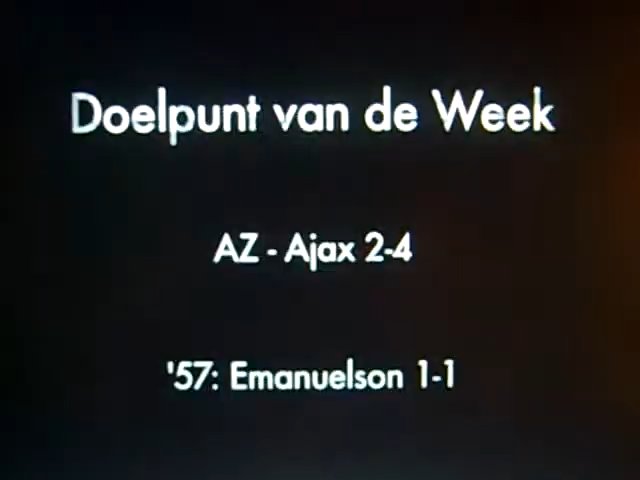 Doelpunt van de Week
AZ - Ajax 2-4
'57: Emanuelson 1-1